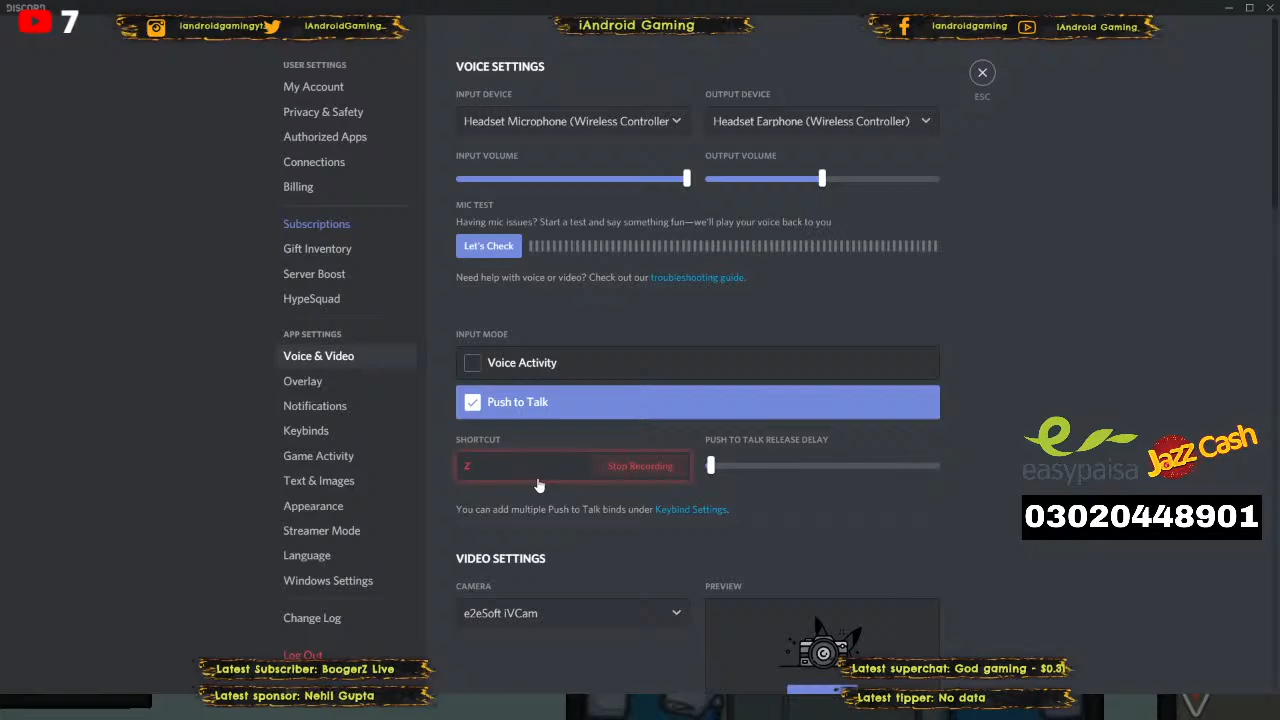 DISCORD
7
iandroidgamingyt
IAndroidGaming_
iAndroid Gaming
iandroidgaming
iAndroid Gaming.
USER SETTINGS
My Account
Privacy & Safety
Authorized Apps
Connections
Billing
Subscriptions
Gift Inventory
Server Boost
HypeSquad
APP SETTINGS
Voice & Video
Overlay
Notifications
Keybinds
Game Activity
Text & Images
Appearance
Streamer Mode
Language
Windows Settings
Change Log
Log Out
VOICE SETTINGS
INPUT DEVICE
Headset Microphone (Wireless Controller
OUTPUT DEVICE
Headset Earphone (Wireless Controller)
INPUT VOLUME
OUTPUT VOLUME
MIC TEST
Having mic issues? Start a test and say something fun—we'll play your voice back to you
Let's Check
Need help with voice or video? Check out our troubleshooting guide.
INPUT MODE
Voice Activity
Push to Talk
SHORTCUT
Z
Stop Recording
PUSH TO TALK RELEASE DELAY
You can add multiple Push to Talk binds under Keybind Settings.
VIDEO SETTINGS
CAMERA
e2eSoft iVCam
PREVIEW
ESC
easypaisa
Jazz Cash
03020448901
Latest Subscriber: BoogerZ Live
Latest sponsor: Nehil Gupta
Latest superchat: God gaming - $0.3
Latest tipper: No data